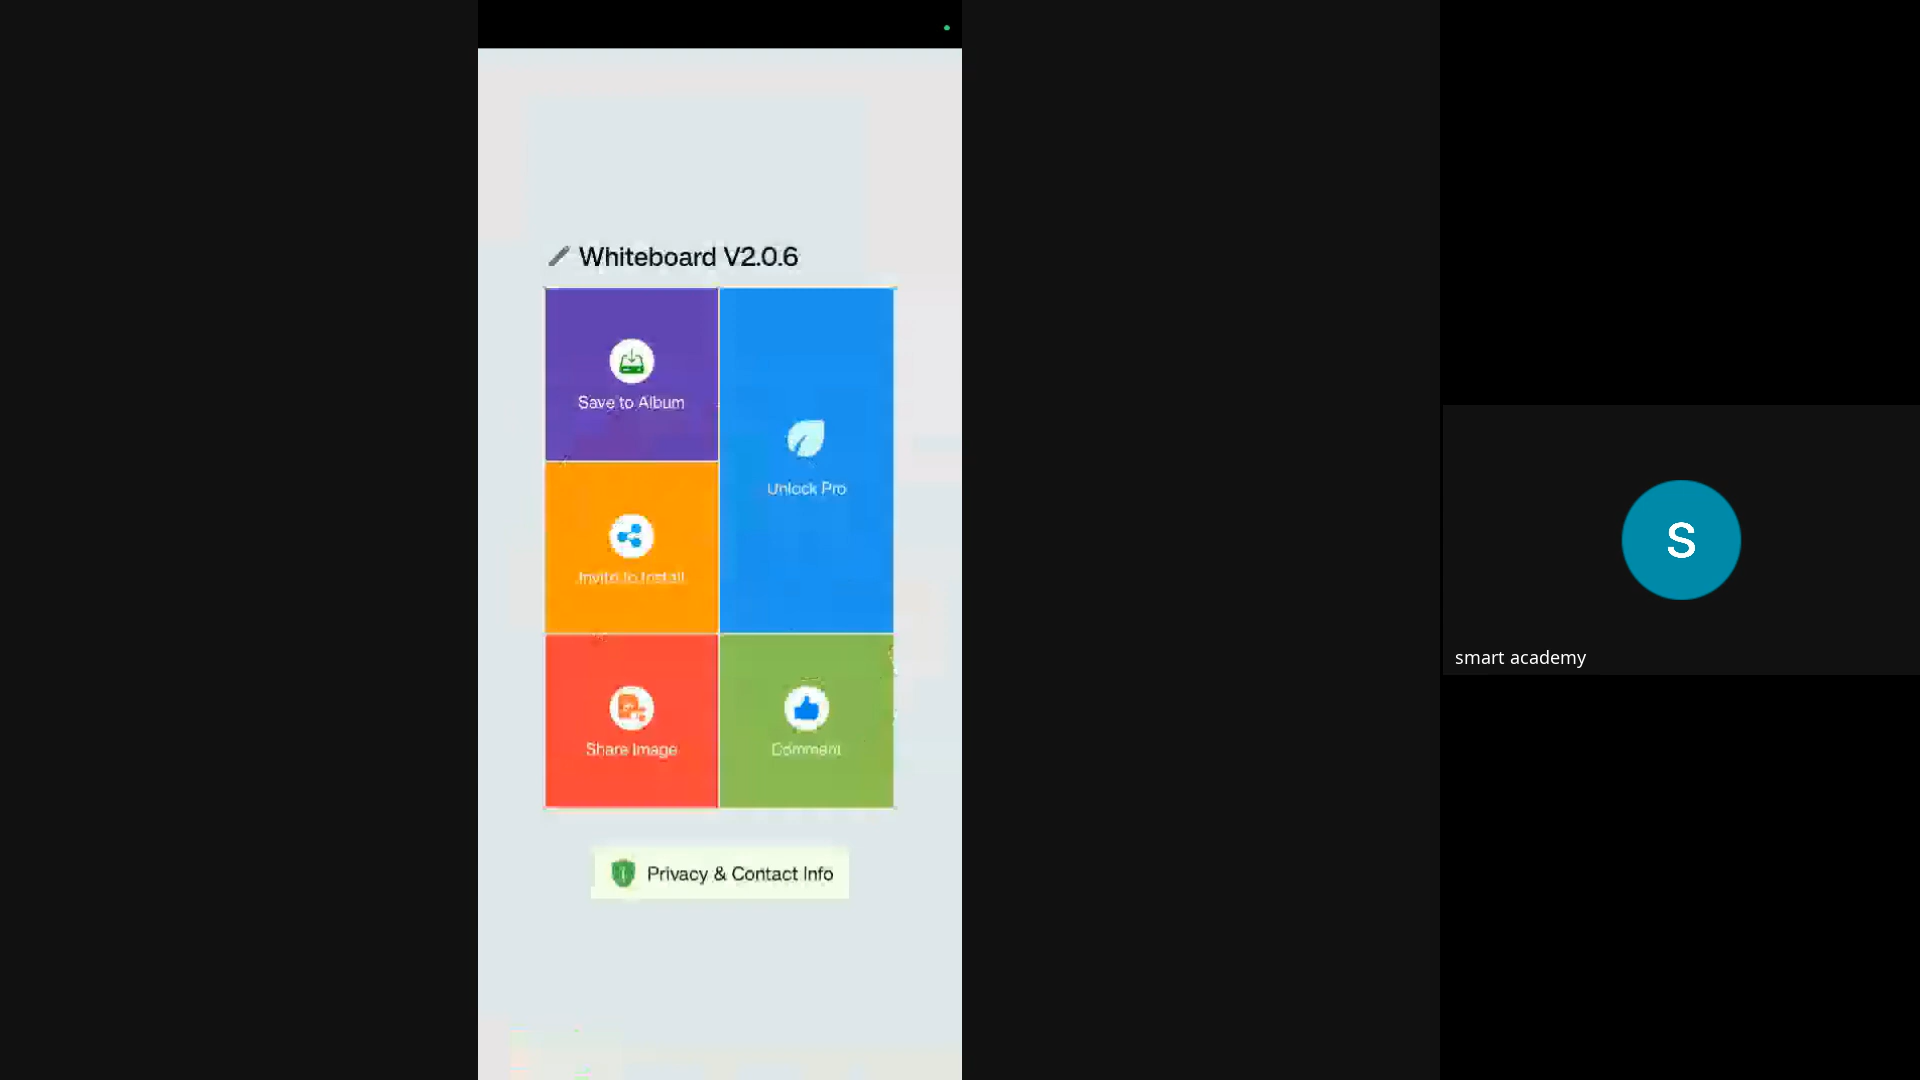 Whiteboard V2.0.6
Save to Album
Unlock Pro
Invite to Install
Share Image
Comment
Privacy & Contact Info
S
smart academy